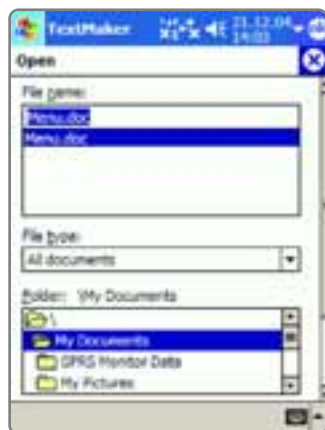 TextMaker 21.12.04
19:03
Open
File name:
Menu.doc
Menu.doc
File type:
All documents
Folder: \My Documents
\
My Documents
GPRS Monitor Data
My Pictures